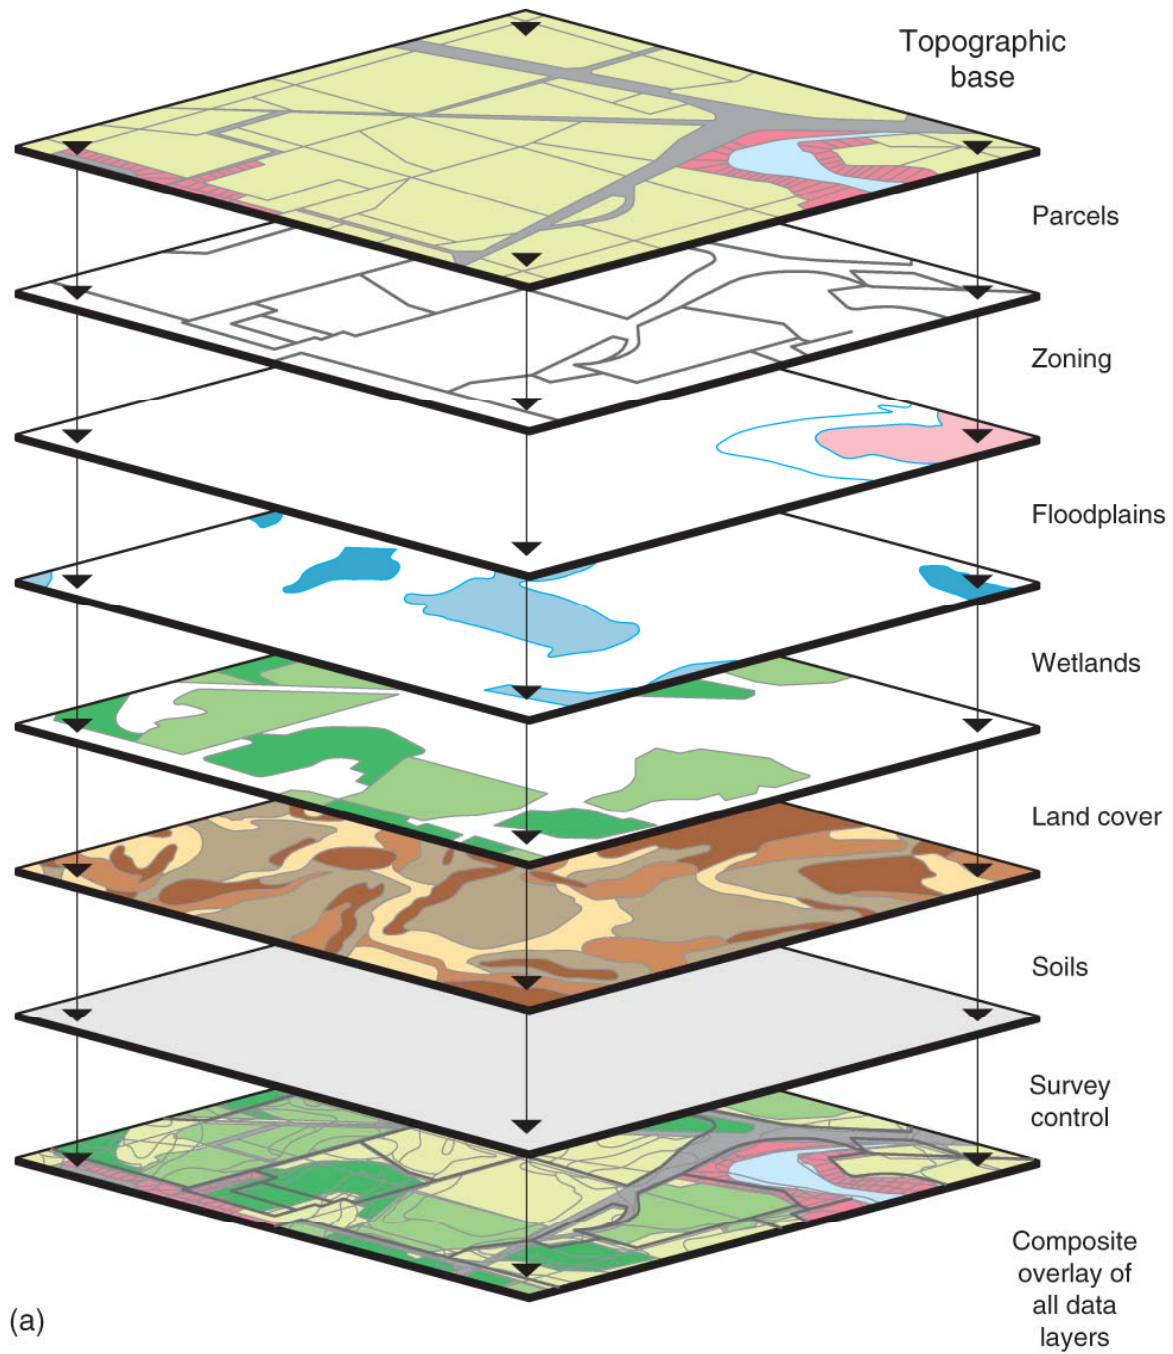 Topographic
base
Parcels
Zoning
Floodplains
Wetlands
Land cover
Soils
Survey
control
Composite
overlay of
all data
layers
(a)